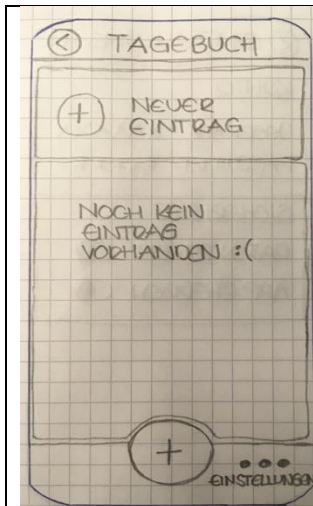 TAGEBUCH
NEUER
EINTRAG
NOCH KEIN
EINTRAG
VORHANDEN :(
EINSTELLUNGEN